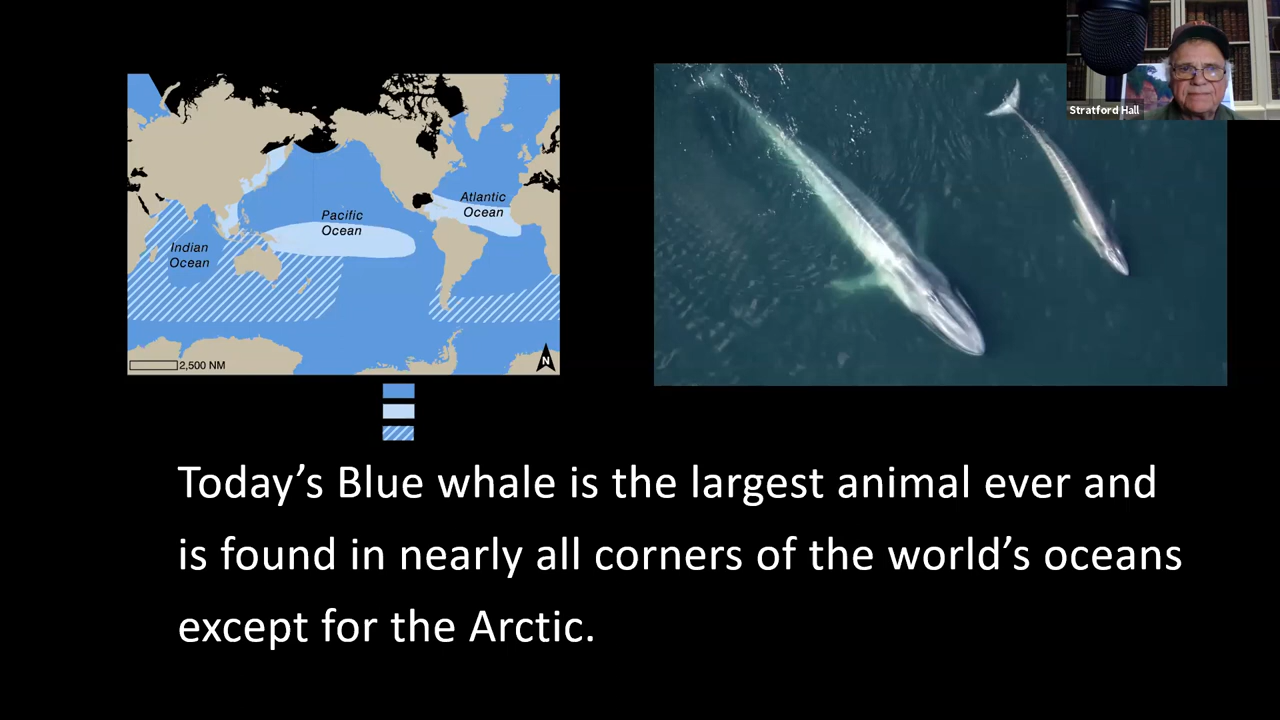 Stratford Hall
Pacific
Ocean
Atlantic
Ocean
Indian
Ocean
2,500 NM
N
Today’s Blue whale is the largest animal ever and
is found in nearly all corners of the world’s oceans
except for the Arctic.